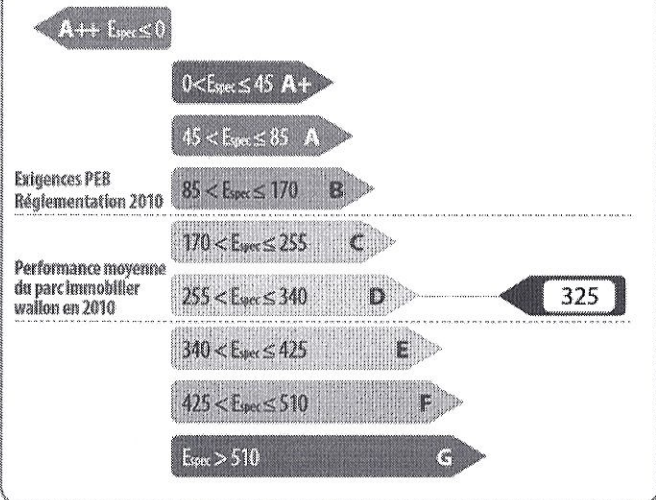 A++ Espec ≤ 0
0 < Espec ≤ 45 A+
45 < Espec ≤ 85 A
Exigences PEB
Réglementation 2010
85 < Espec ≤ 170 B
170 < Espec ≤ 255 C
Performance moyenne
du parc immobilier
wallon en 2010
255 < Espec ≤ 340 D
325
340 < Espec ≤ 425 E
425 < Espec ≤ 510 F
Espec > 510 G